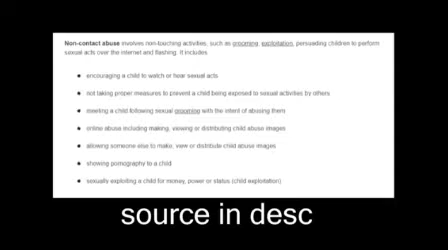 Non-contact abuse involves non-touching activities, such as grooming, exploitation, persuading children to perform
sexual acts over the internet and flashing. It includes
encouraging a child to watch or hear sexual acts
not taking proper measures to prevent a child being exposed to sexual activities by others
meeting a child following sexual grooming with the intent of abusing them
online abuse including making, viewing or distributing child abuse images
allowing someone else to make, view or distribute child abuse images
showing pornography to a child
sexually exploiting a child for money, power or status (child exploitation)
source in desc